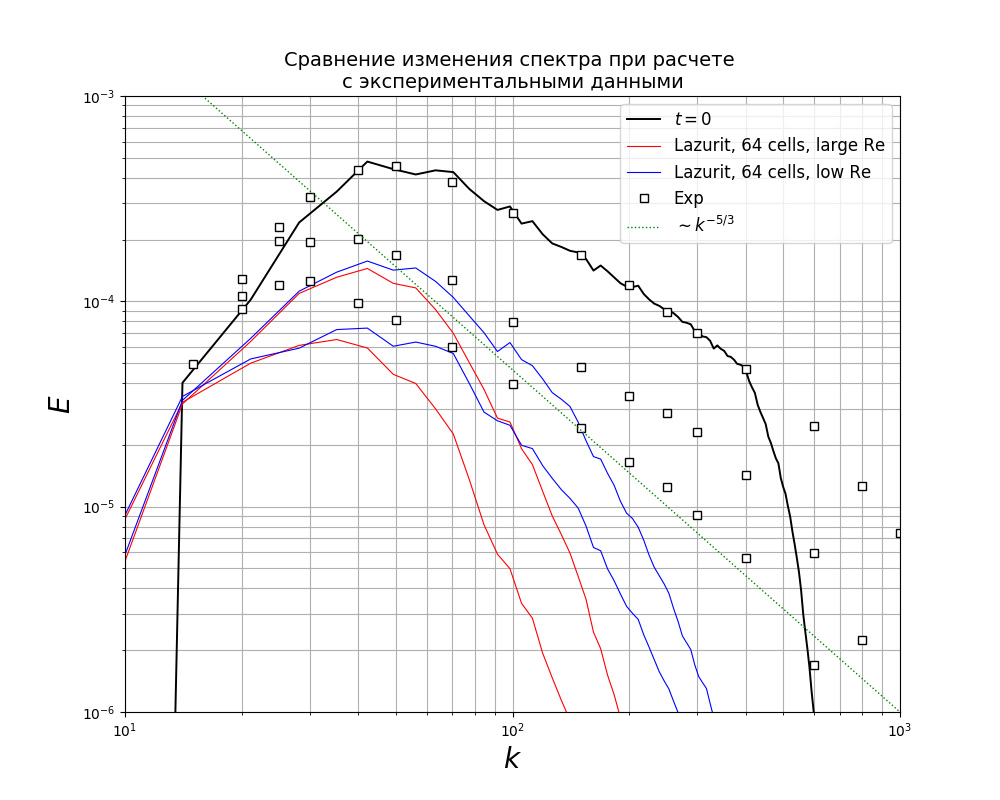 Сравнение изменения спектра при расчете
с экспериментальными данными
t = 0
Lazurit, 64 cells, large Re
Lazurit, 64 cells, low Re
Exp
~ k^{-5/3}
10^{-3}
10^{-4}
10^{-5}
10^{-6}
E
10^1 10^2 10^3
k